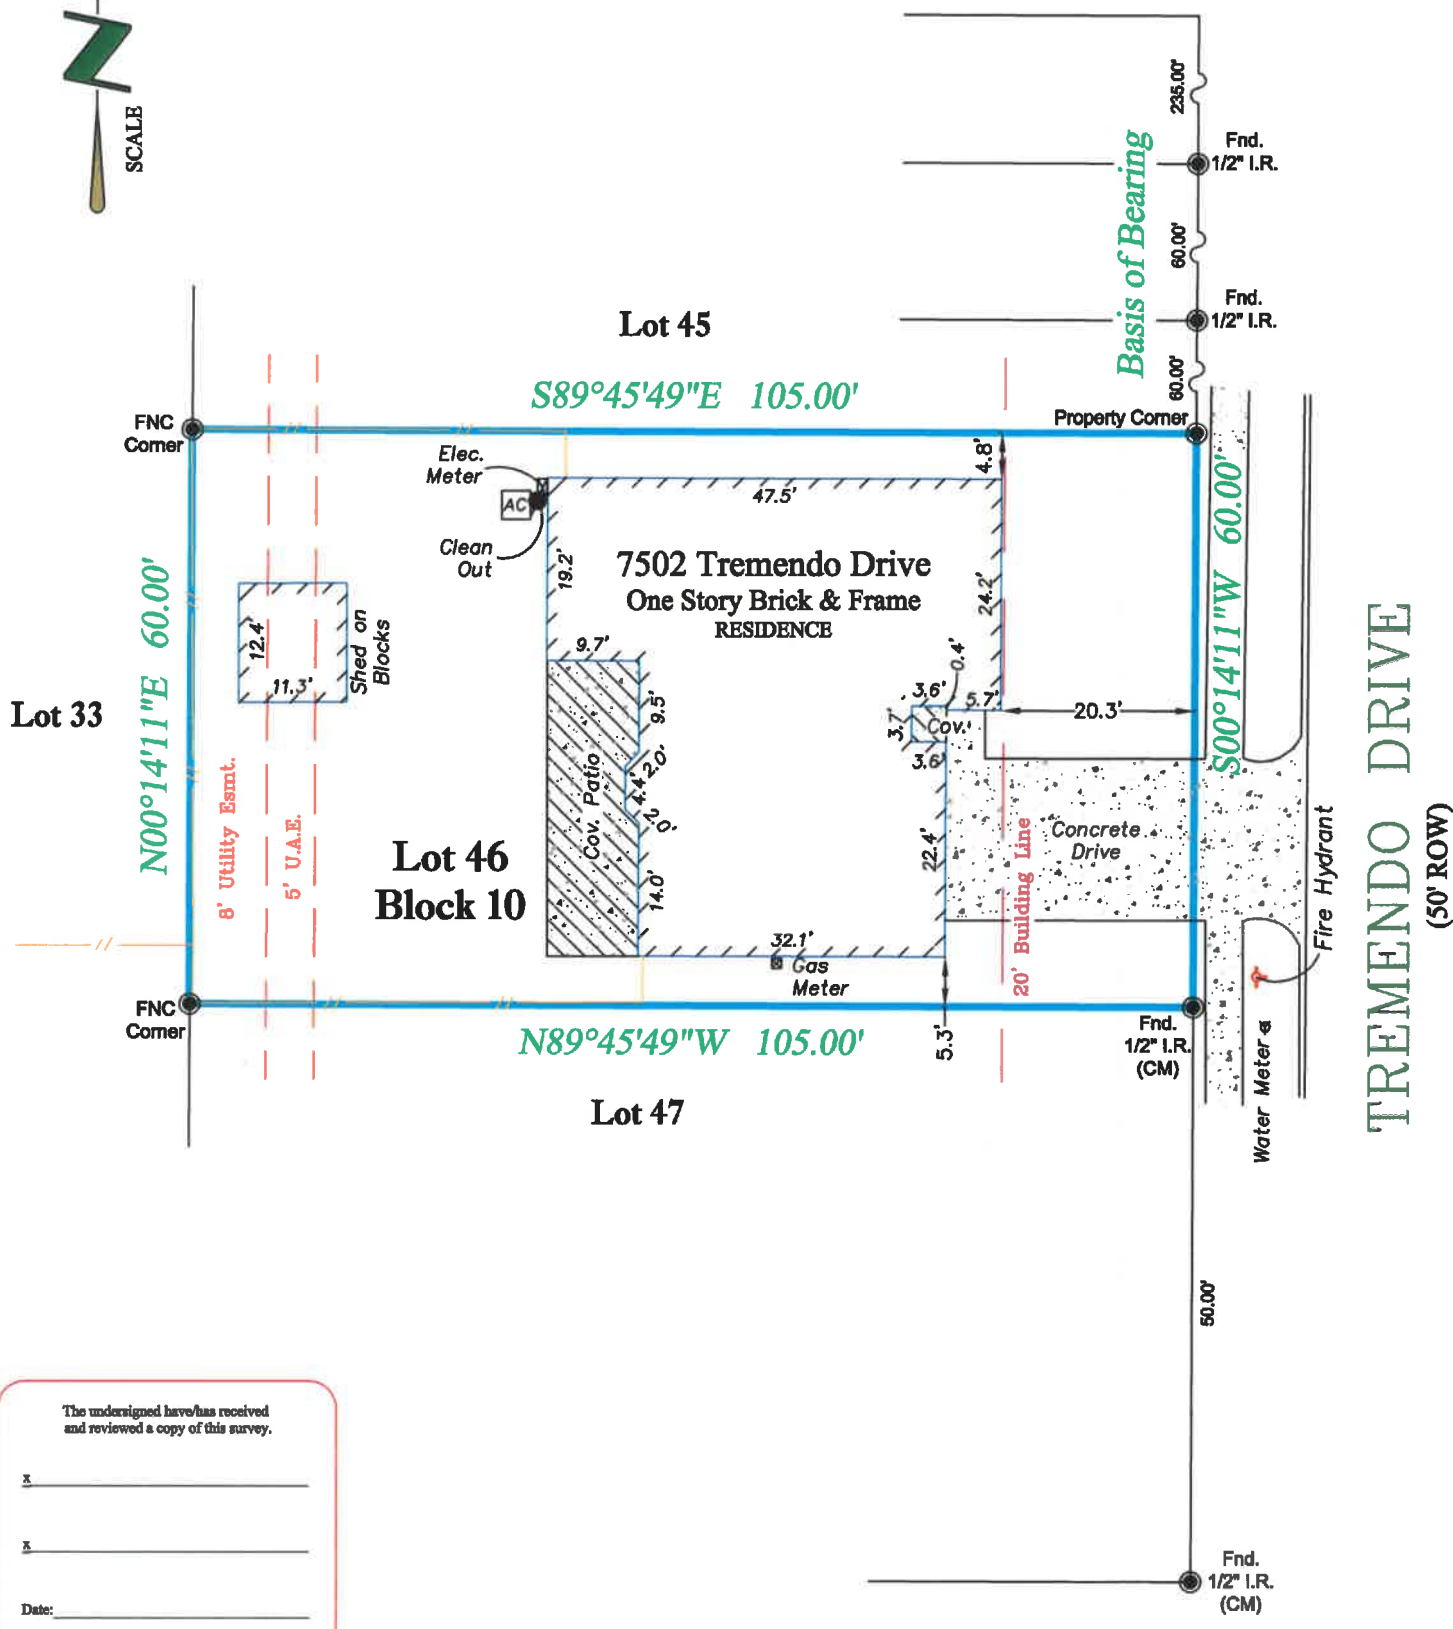 SCALE
235.00'
Fnd.
1/2" I.R.
Basis of Bearing
60.00'
Fnd.
1/2" I.R.
60.00'
Lot 45
S89°45'49"E 105.00'
FNC
Corner
Property Corner
Elec.
Meter
AC
Clean
Out
4.8'
47.5'
7502 Tremendo Drive
One Story Brick & Frame
RESIDENCE
19.2'
24.2'
N00°14'11"E 60.00'
S00°14'11"W 60.00'
12.4'
11.3'
Shed on
Blocks
9.7'
9.5'
2.0'
4.4'
2.0'
14.0'
Cov. Patio
0.4'
3.6'
5.7'
3.7'
Cov.
3.6'
20.3'
Lot 33
8' Utility Esmt.
5' U.A.E.
Lot 46
Block 10
22.4'
20' Building Line
Concrete
Drive
Fire Hydrant
TREMENDO DRIVE
(50' ROW)
32.1'
Gas
Meter
FNC
Corner
N89°45'49"W 105.00'
5.3'
Fnd.
1/2" I.R.
(CM)
Water Meter
Lot 47
50.00'
The undersigned have/has received
and reviewed a copy of this survey.
x
x
Date:
Fnd.
1/2" I.R.
(CM)